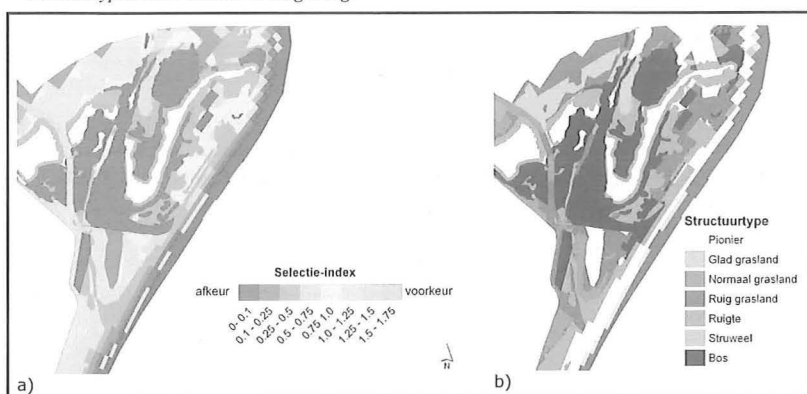 Selectie-index
afkeur
voorkeur
0- 0.1
0.1 - 0.25
0.25 - 0.5
0.5 - 0.75
0.75 1.0
1.0 - 1.25
1.25 - 1.5
1.5 - 1.75
N
a)
Structuurtype
Pionier
Glad grasland
Normaal grasland
Ruig grasland
Ruigte
Struweel
Bos
b)